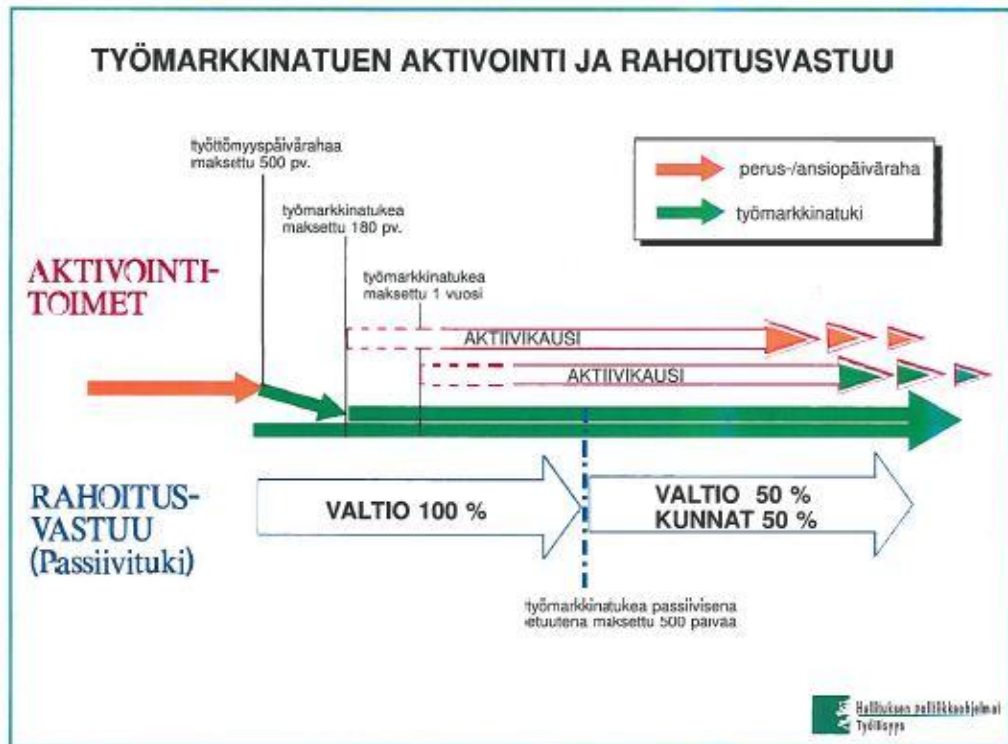 TYÖMARKKINATUEN AKTIVOINTI JA RAHOITUSVASTUU
työttömyyspäivärahaa
maksettu 500 pv.
perus-/ansiopäiväraha
työmarkkinatuki
työmarkkinatukea
maksettu 180 pv.
AKTIVOINTI-
TOIMET
työmarkkinatukea
maksettu 1 vuosi
AKTIIVIKAUSI
AKTIIVIKAUSI
RAHOITUS-
VASTUU
(Passiivituki)
VALTIO 100 %
VALTIO 50 %
KUNNAT 50 %
työmarkkinatukea passiivisena
etuutena maksettu 500 päivää
Hallituksen politiikkaohjelmat
Työllisyys